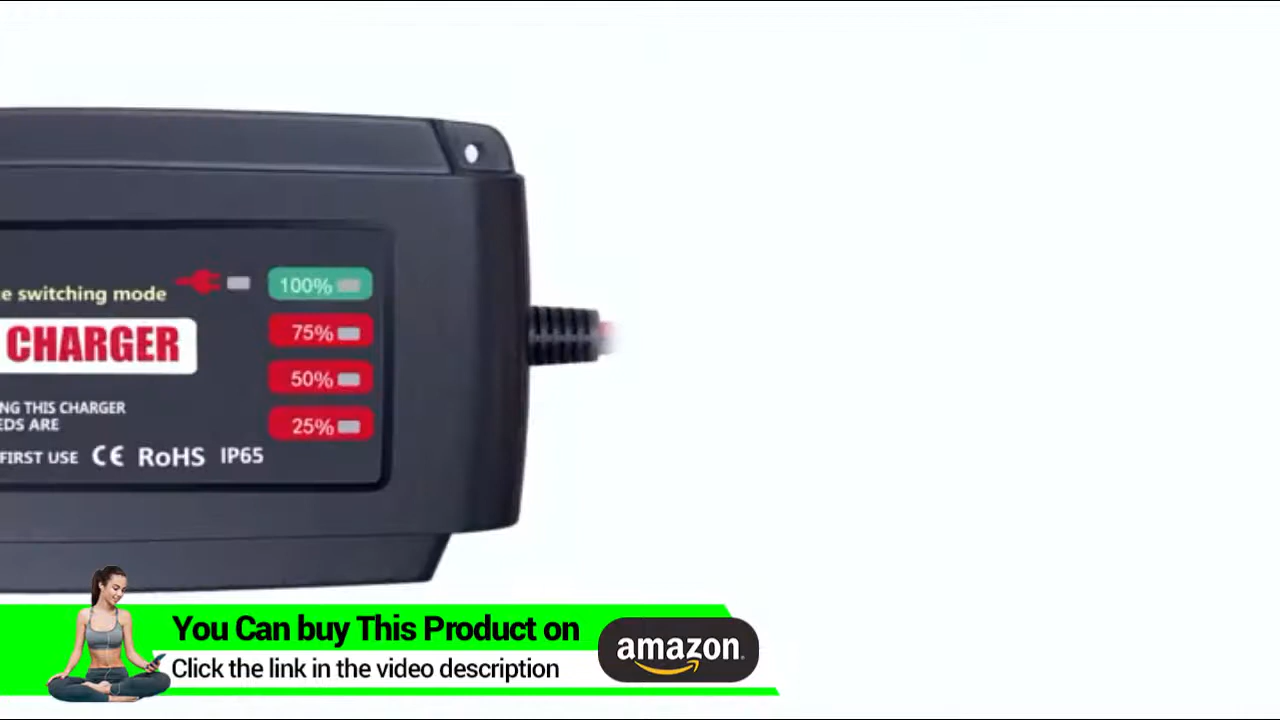 e switching mode
100%
CHARGER
75%
50%
NG THIS CHARGER
EDS ARE
25%
FIRST USE CE RoHS IP65
You Can buy This Product on
Click the link in the video description
amazon